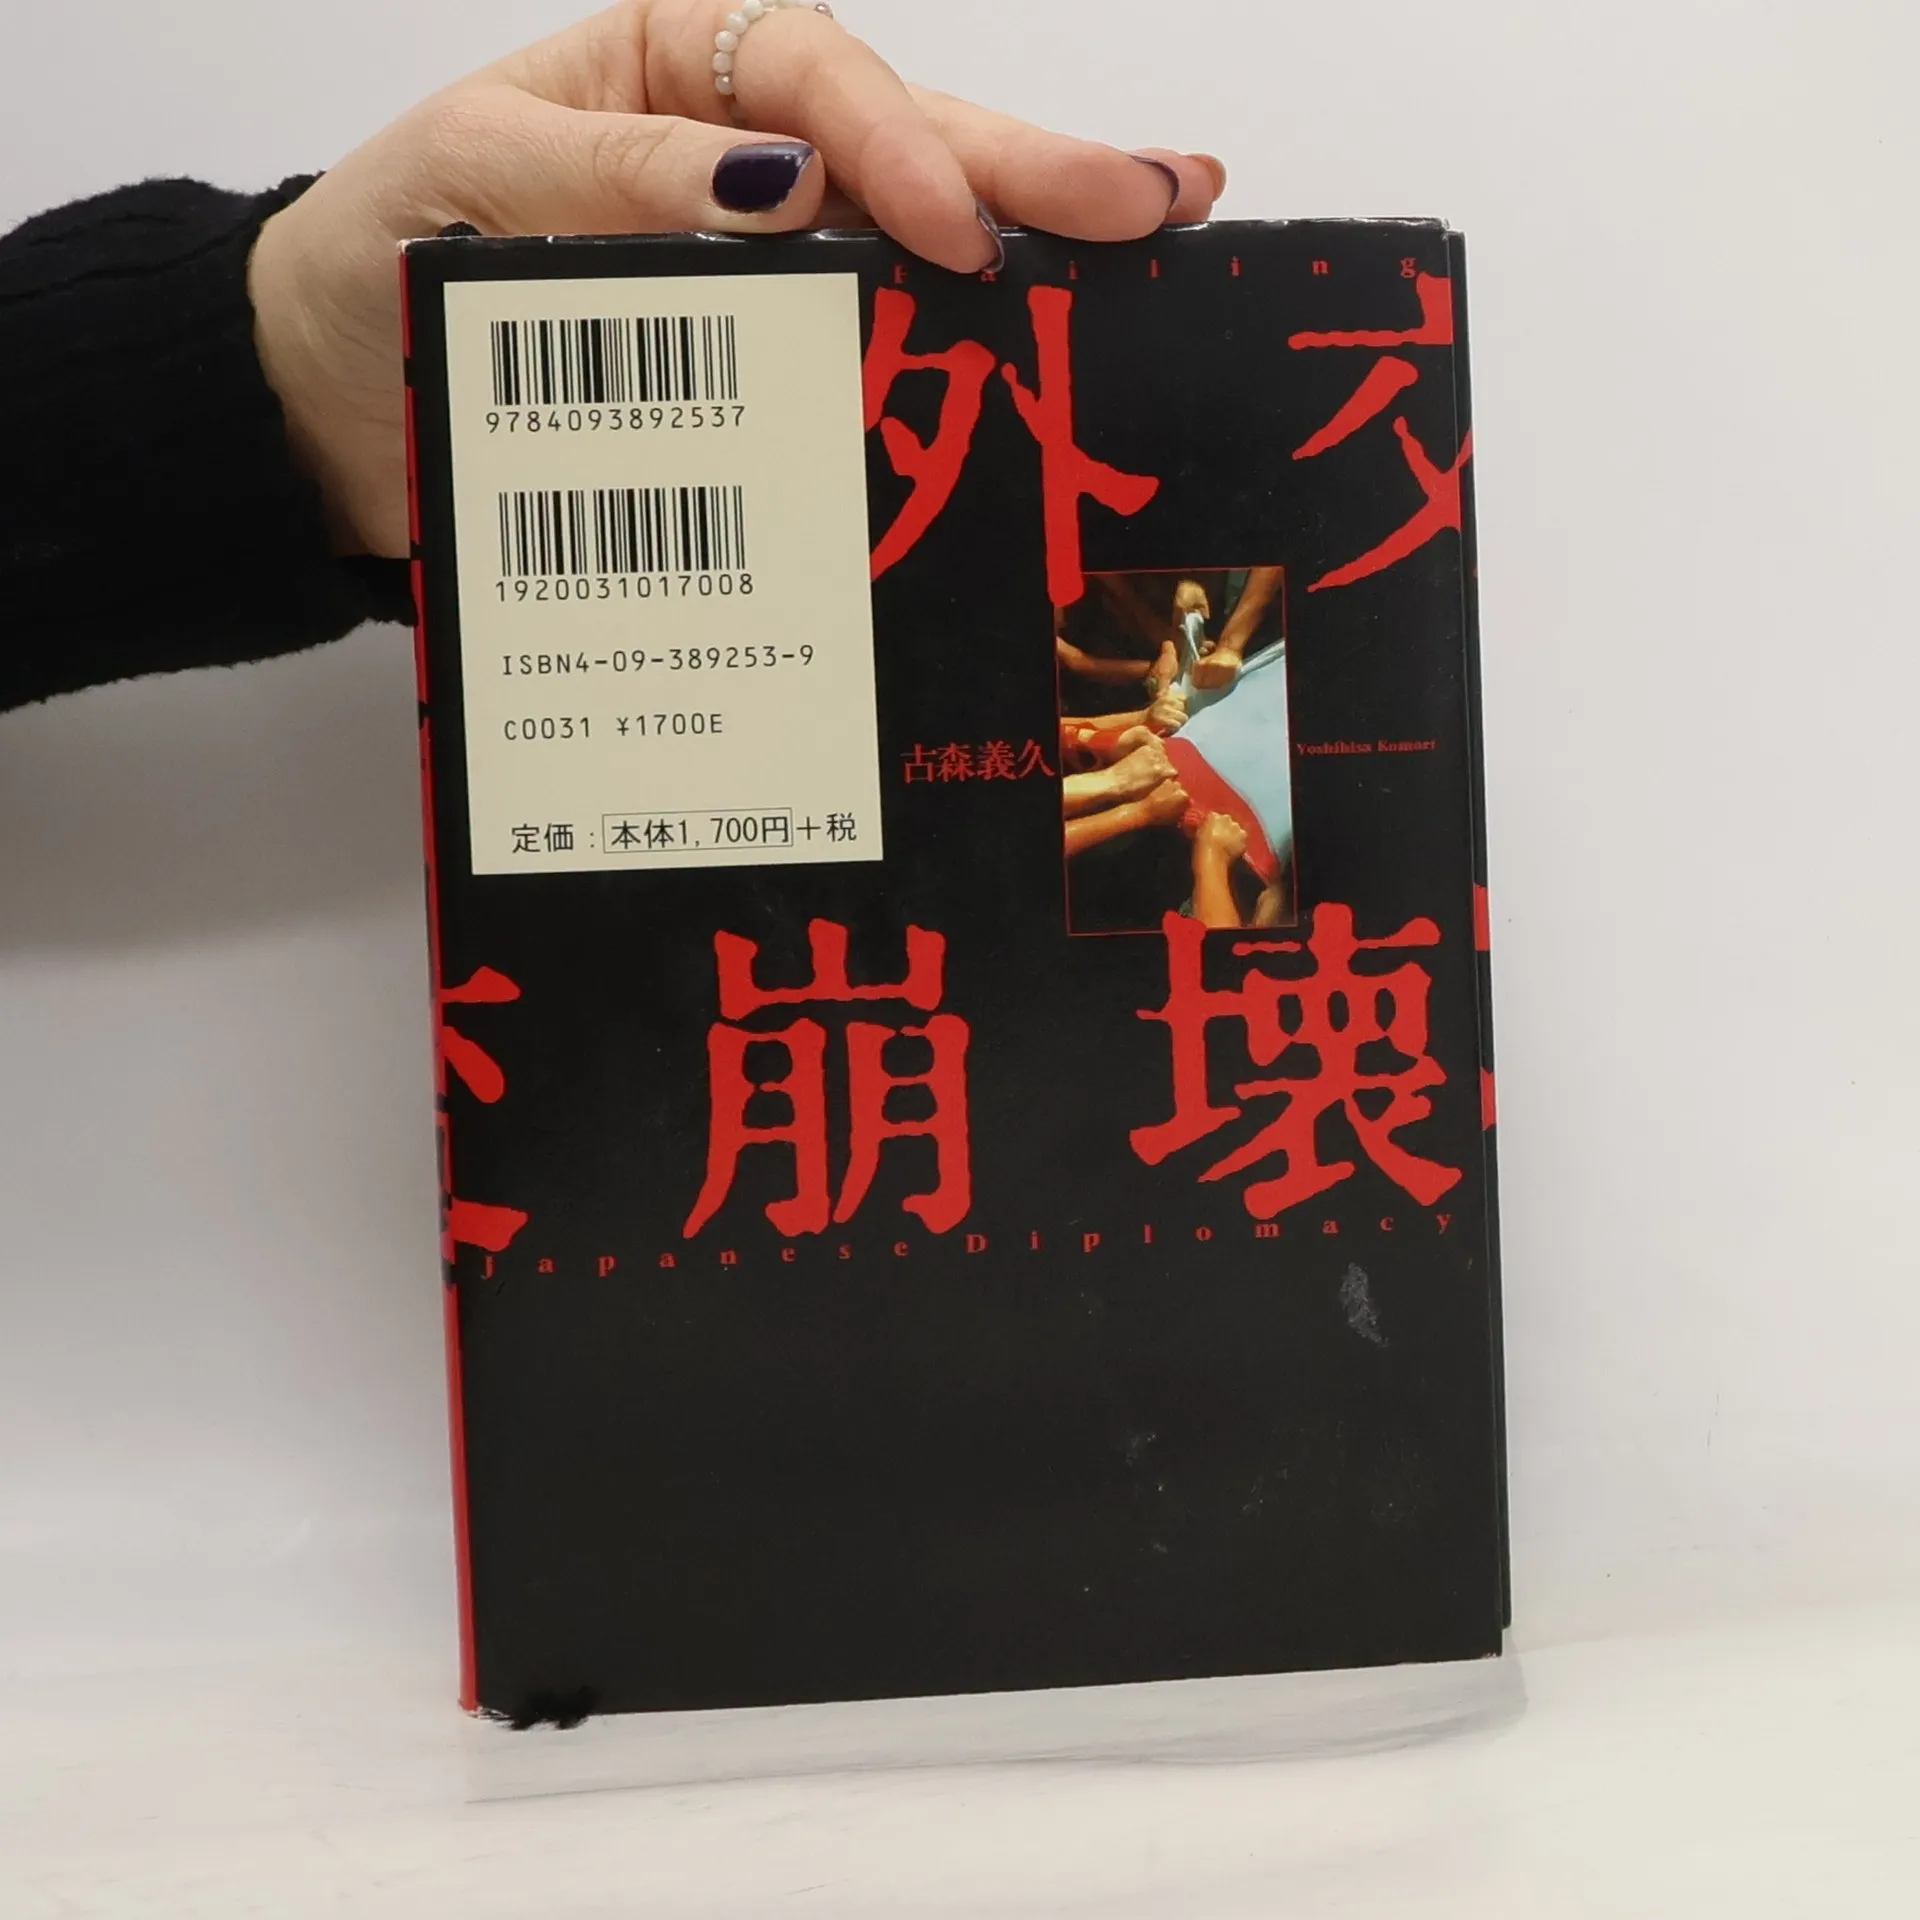 Failing
外交
9784093892537
1920031017008
ISBN4-09-389253-9
C0031 ¥1700E
定価:本体1,700円+税
古森義久
Yoshihisa Komori
崩壊
Japanese Diplomacy